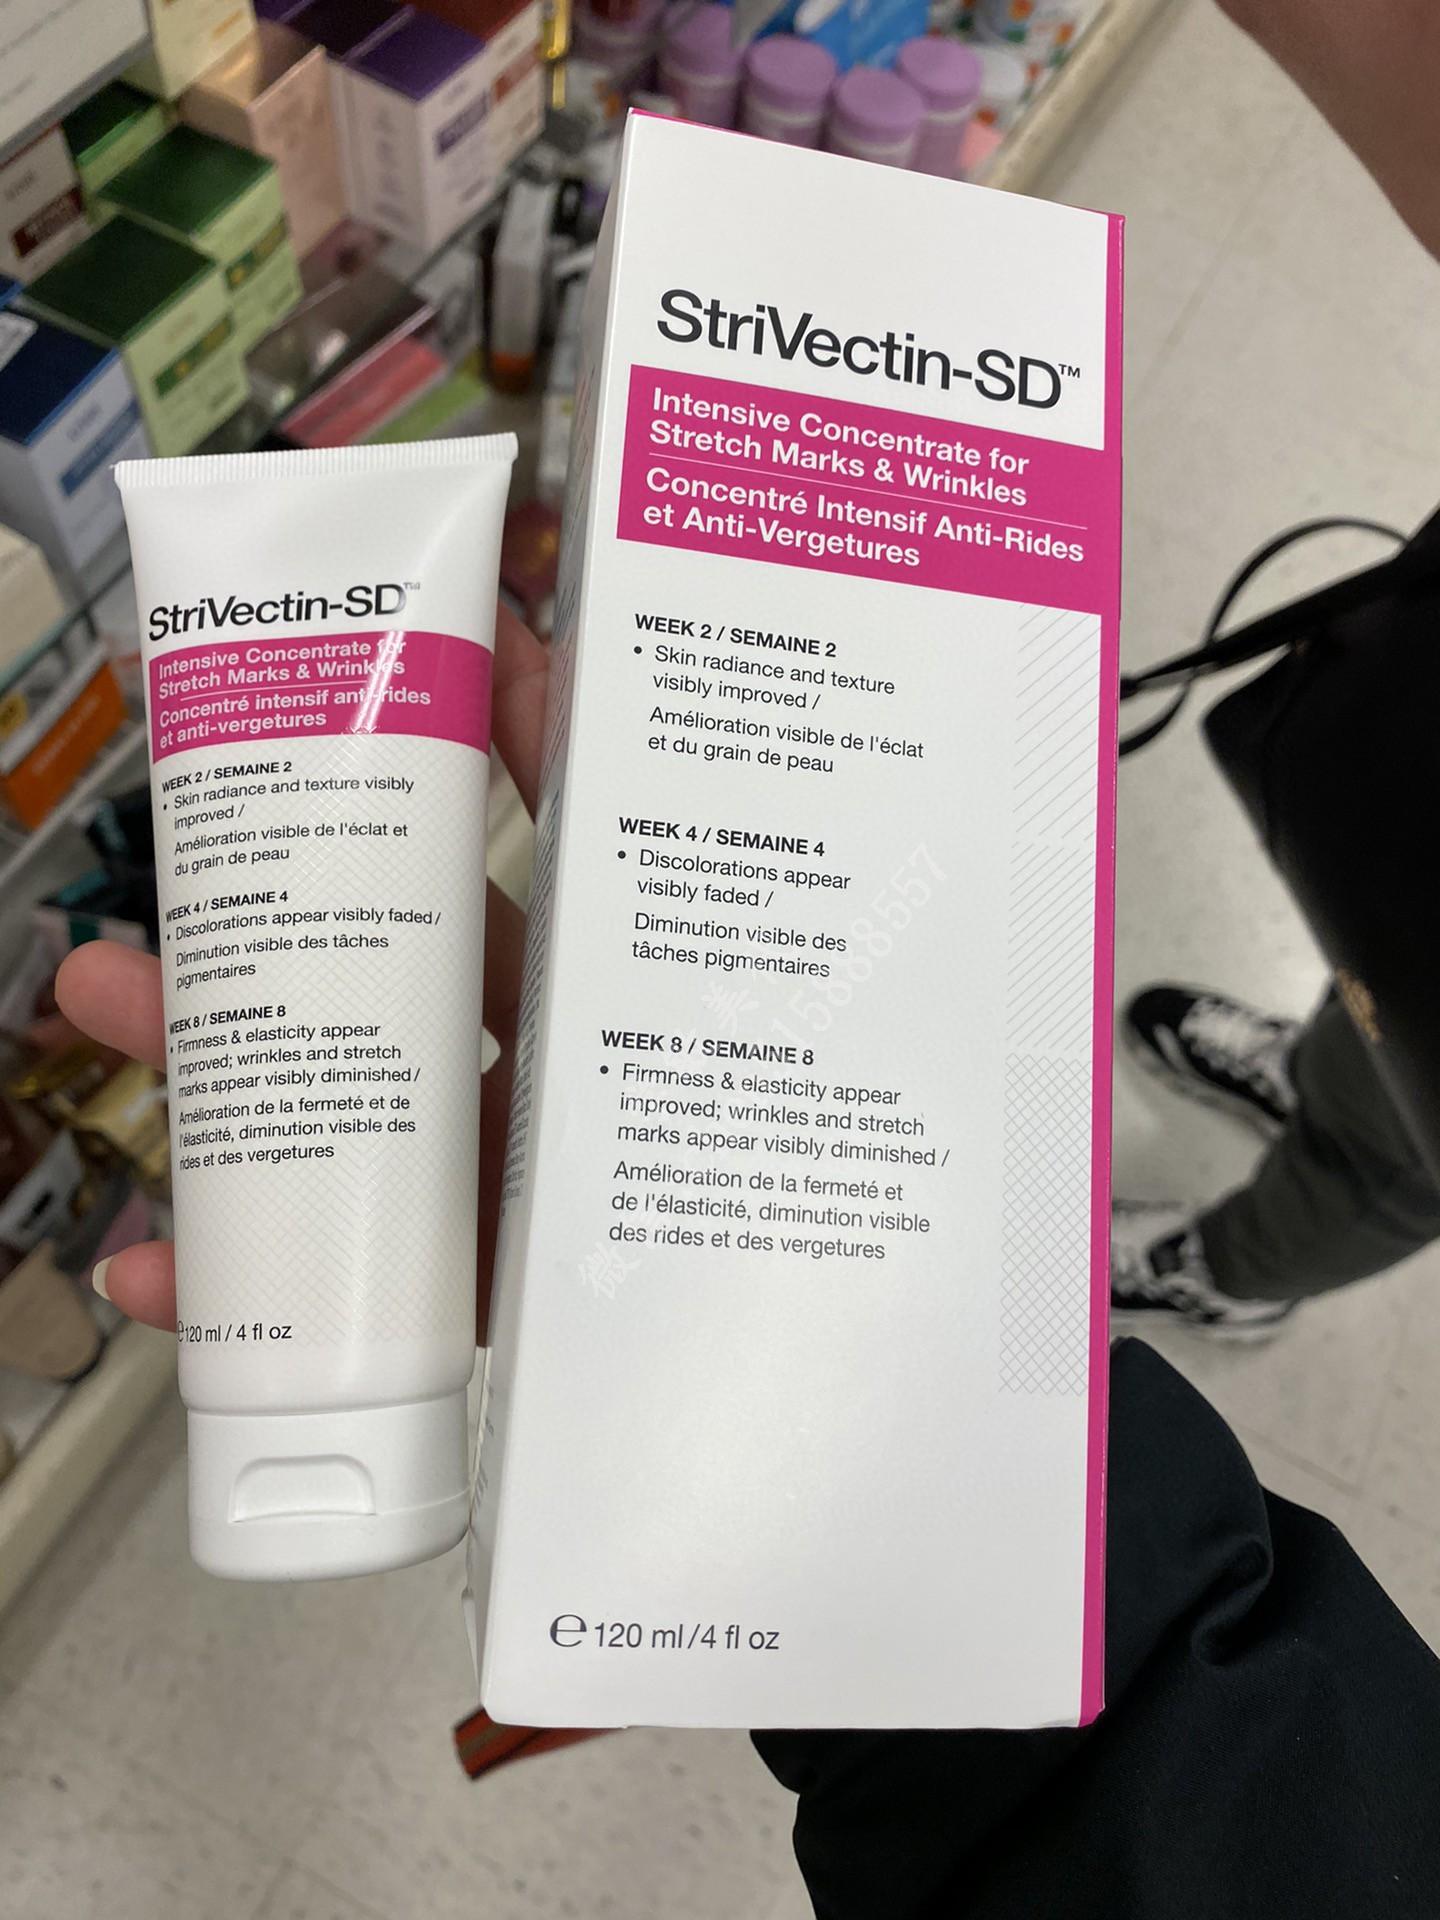 StriVectin-SD™
Intensive Concentrate for
Stretch Marks & Wrinkles
Concentré intensif anti-rides
et anti-vergetures
WEEK 2 / SEMAINE 2
• Skin radiance and texture visibly
improved /
Amélioration visible de l'éclat et
du grain de peau
WEEK 4 / SEMAINE 4
• Discolorations appear visibly faded /
Diminution visible des tâches
pigmentaires
WEEK 8 / SEMAINE 8
• Firmness & elasticity appear
improved; wrinkles and stretch
marks appear visibly diminished /
Amélioration de la fermeté et de
l'élasticité, diminution visible des
rides et des vergetures
℮120 ml / 4 fl oz
StriVectin-SD™
Intensive Concentrate for
Stretch Marks & Wrinkles
Concentré Intensif Anti-Rides
et Anti-Vergetures
WEEK 2 / SEMAINE 2
• Skin radiance and texture
visibly improved /
Amélioration visible de l'éclat
et du grain de peau
WEEK 4 / SEMAINE 4
• Discolorations appear
visibly faded /
Diminution visible des
tâches pigmentaires
WEEK 8 / SEMAINE 8
• Firmness & elasticity appear
improved; wrinkles and stretch
marks appear visibly diminished /
Amélioration de la fermeté et
de l'élasticité, diminution visible
des rides et des vergetures
℮ 120 ml/4 fl oz